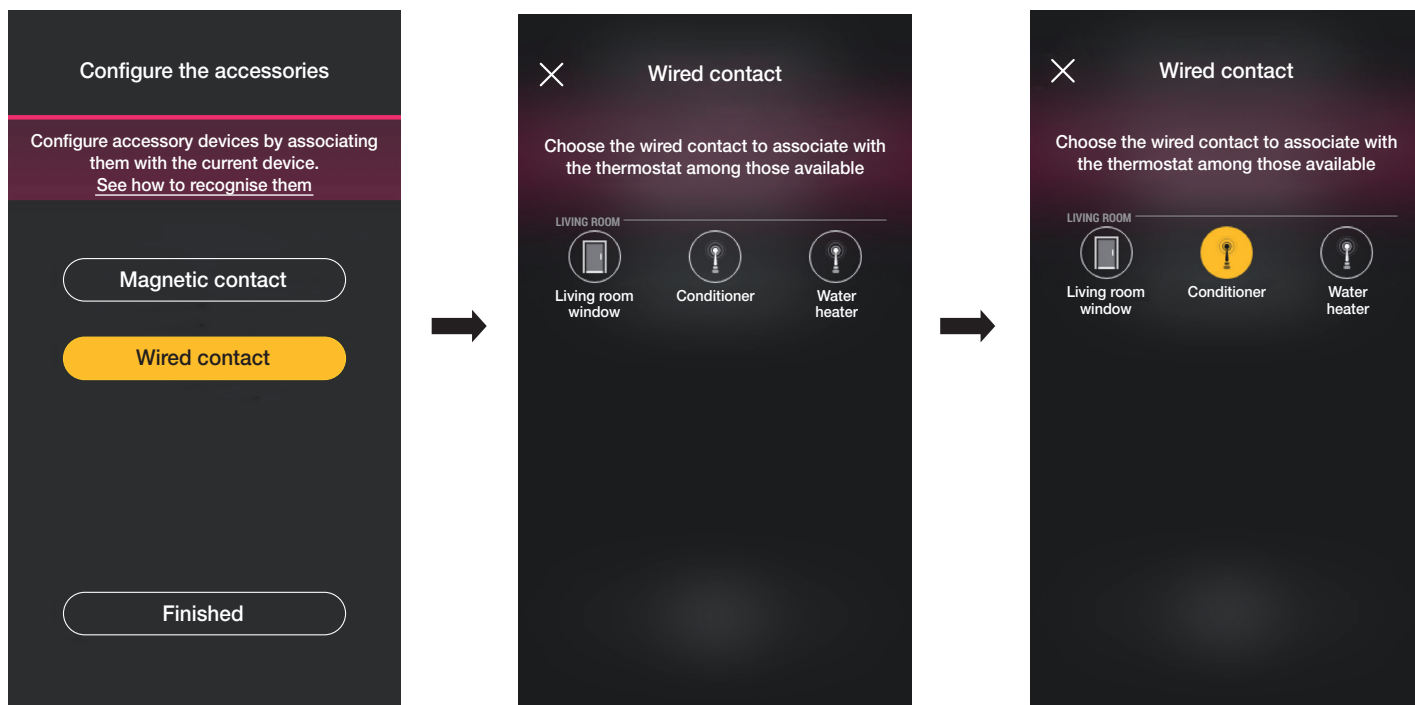 Configure the accessories
Configure accessory devices by associating
them with the current device.
See how to recognise them
Magnetic contact
Wired contact
Finished
Wired contact
Choose the wired contact to associate with
the thermostat among those available
LIVING ROOM
Living room
window
Conditioner
Water
heater
Wired contact
Choose the wired contact to associate with
the thermostat among those available
LIVING ROOM
Living room
window
Conditioner
Water
heater